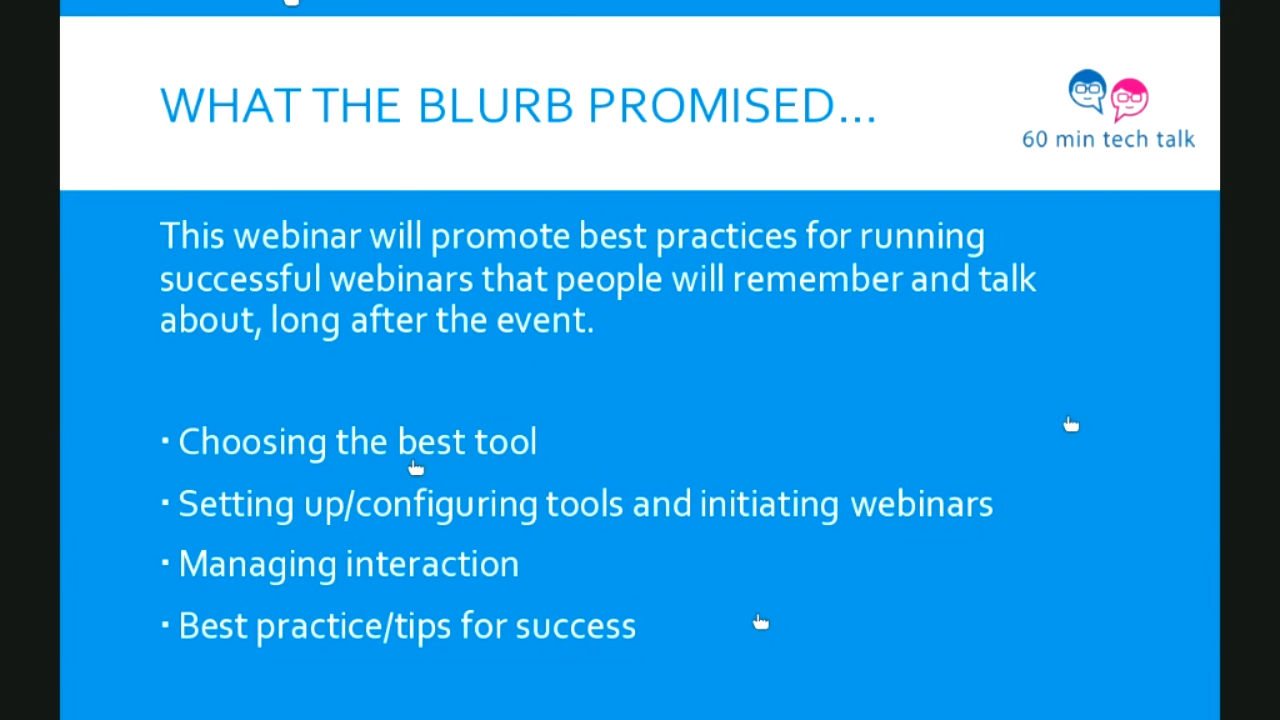 WHAT THE BLURB PROMISED...
60 min tech talk
This webinar will promote best practices for running
successful webinars that people will remember and talk
about, long after the event.
▪ Choosing the best tool
▪ Setting up/configuring tools and initiating webinars
▪ Managing interaction
▪ Best practice/tips for success